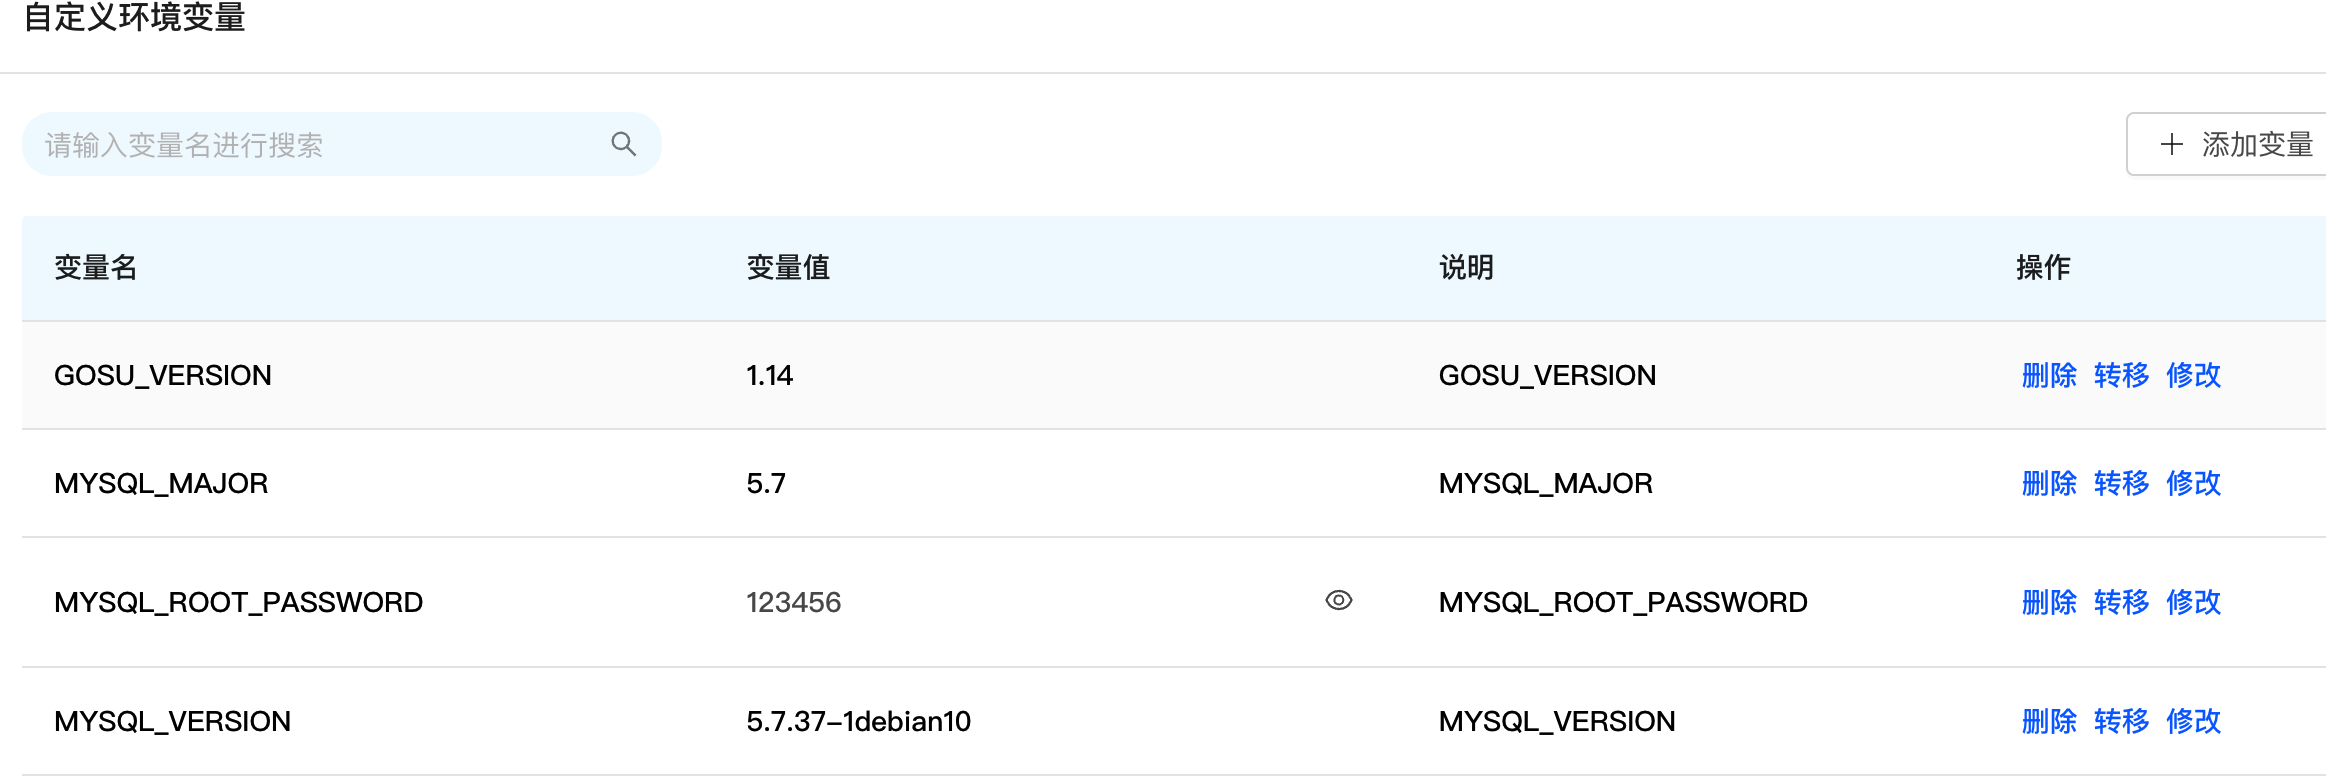 自定义环境变量
请输入变量名进行搜索
添加变量
变量名 变量值 说明 操作
GOSU_VERSION 1.14 GOSU_VERSION 删除 转移 修改
MYSQL_MAJOR 5.7 MYSQL_MAJOR 删除 转移 修改
MYSQL_ROOT_PASSWORD 123456 MYSQL_ROOT_PASSWORD 删除 转移 修改
MYSQL_VERSION 5.7.37-1debian10 MYSQL_VERSION 删除 转移 修改